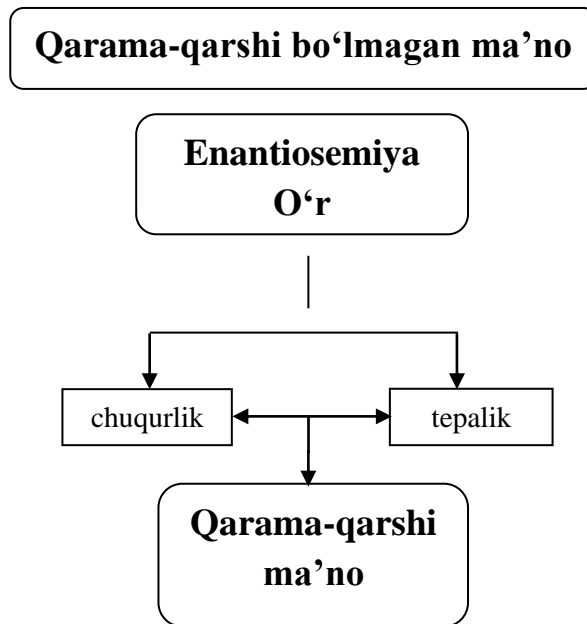 Qarama-qarshi bo‘lmagan ma’no
Enantiosemiya
O‘r
chuqurlik
tepalik
Qarama-qarshi
ma’no